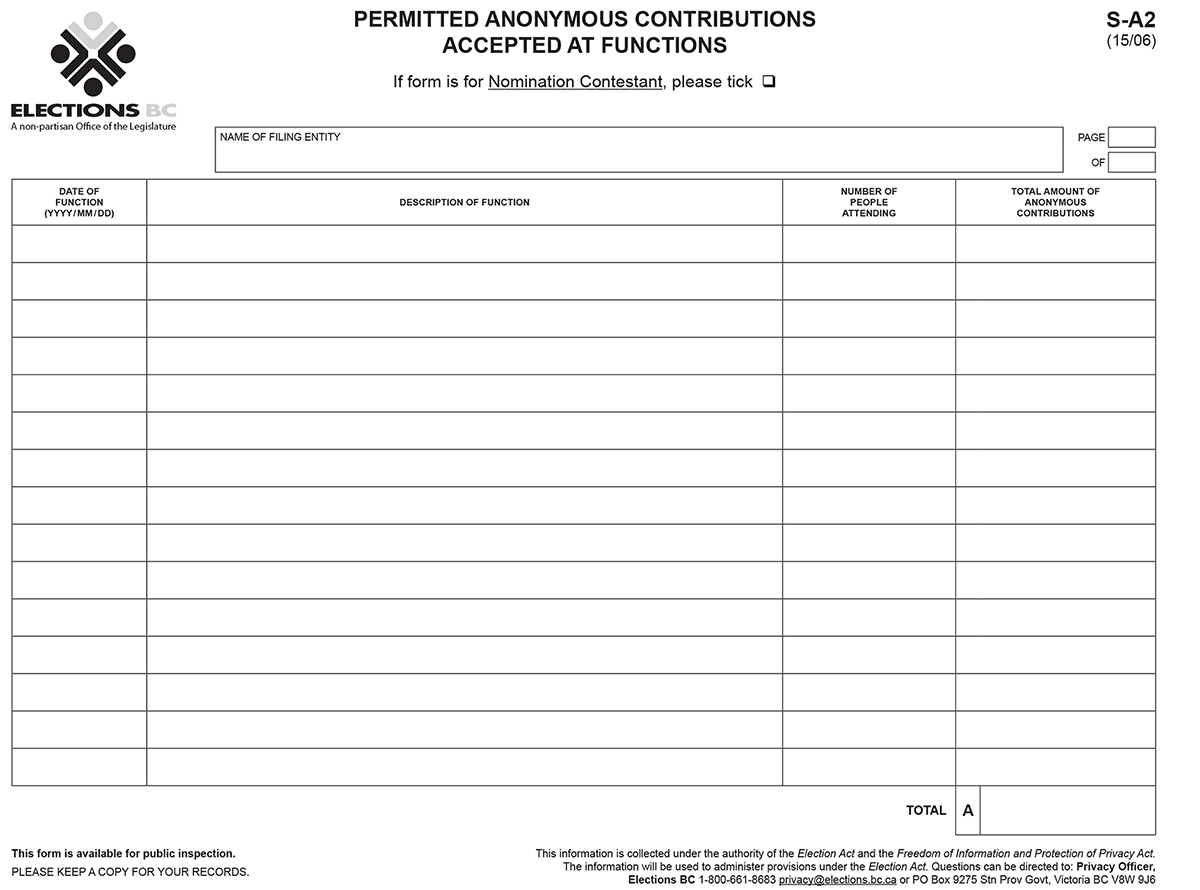 PERMITTED ANONYMOUS CONTRIBUTIONS
ACCEPTED AT FUNCTIONS
S-A2
(15/06)
If form is for Nomination Contestant, please tick ❑
ELECTIONS BC
A non-partisan Office of the Legislature
NAME OF FILING ENTITY
PAGE
OF
DATE OF
FUNCTION
(YYYY/MM/DD)
DESCRIPTION OF FUNCTION
NUMBER OF
PEOPLE
ATTENDING
TOTAL AMOUNT OF
ANONYMOUS
CONTRIBUTIONS
TOTAL A
This form is available for public inspection.
PLEASE KEEP A COPY FOR YOUR RECORDS.
This information is collected under the authority of the Election Act and the Freedom of Information and Protection of Privacy Act.
The information will be used to administer provisions under the Election Act. Questions can be directed to: Privacy Officer,
Elections BC 1-800-661-8683 privacy@elections.bc.ca or PO Box 9275 Stn Prov Govt, Victoria BC V8W 9J6